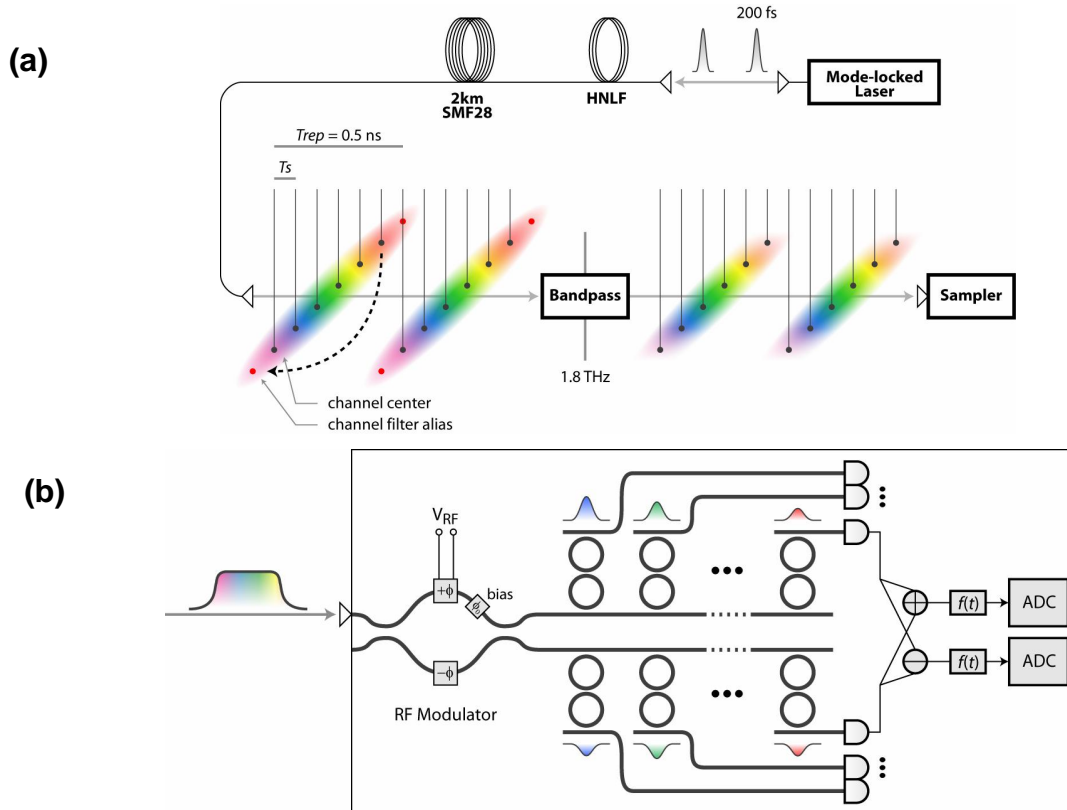 (a)
200 fs
2km
SMF28
HNLF
Mode-locked
Laser
Trep = 0.5 ns
Ts
Bandpass
Sampler
1.8 THz
channel center
channel filter alias
(b)
VRF
+ϕ
bias
ϕ0
−ϕ
RF Modulator
f(t)
ADC
f(t)
ADC